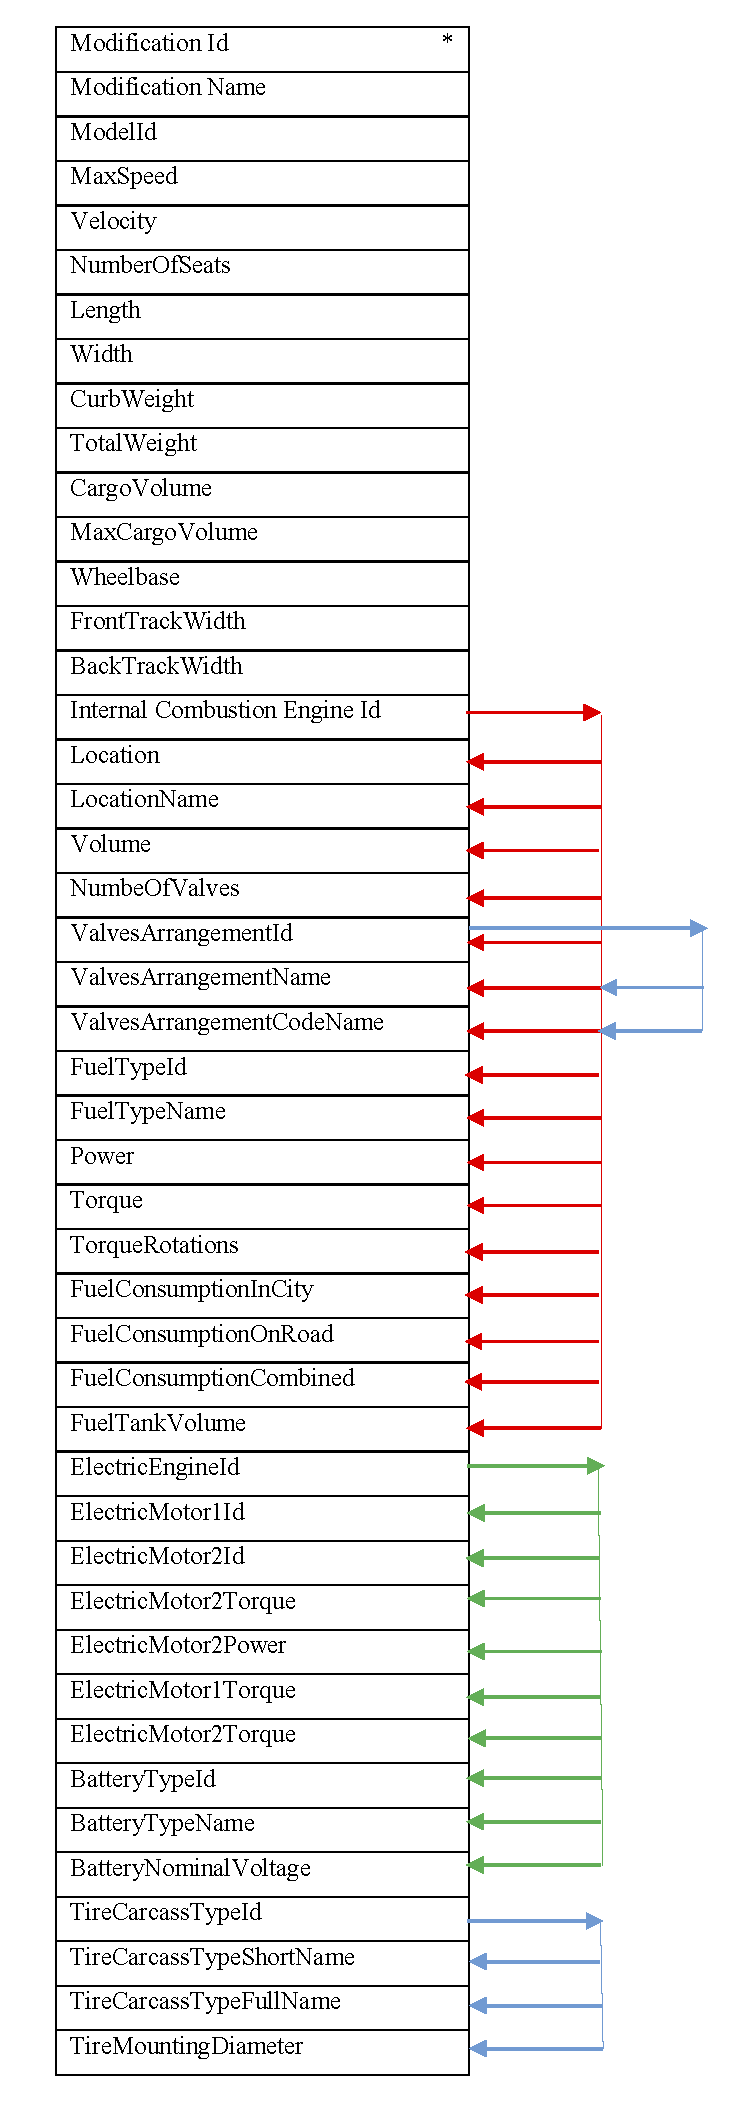 Modification Id *
Modification Name
ModelId
MaxSpeed
Velocity
NumberOfSeats
Length
Width
CurbWeight
TotalWeight
CargoVolume
MaxCargoVolume
Wheelbase
FrontTrackWidth
BackTrackWidth
Internal Combustion Engine Id
Location
LocationName
Volume
NumbeOfValves
ValvesArrangementId
ValvesArrangementName
ValvesArrangementCodeName
FuelTypeId
FuelTypeName
Power
Torque
TorqueRotations
FuelConsumptionInCity
FuelConsumptionOnRoad
FuelConsumptionCombined
FuelTankVolume
ElectricEngineId
ElectricMotor1Id
ElectricMotor2Id
ElectricMotor2Torque
ElectricMotor2Power
ElectricMotor1Torque
ElectricMotor2Torque
BatteryTypeId
BatteryTypeName
BatteryNominalVoltage
TireCarcassTypeId
TireCarcassTypeShortName
TireCarcassTypeFullName
TireMountingDiameter